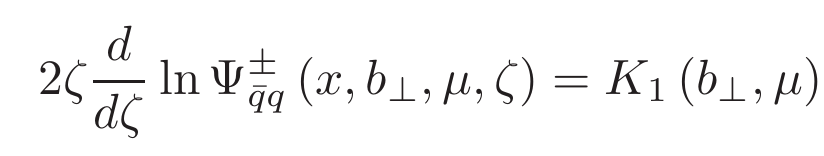 2ζ d/dζ ln Ψ^±_{q̄q} (x, b_⊥, μ, ζ) = K_1 (b_⊥, μ)